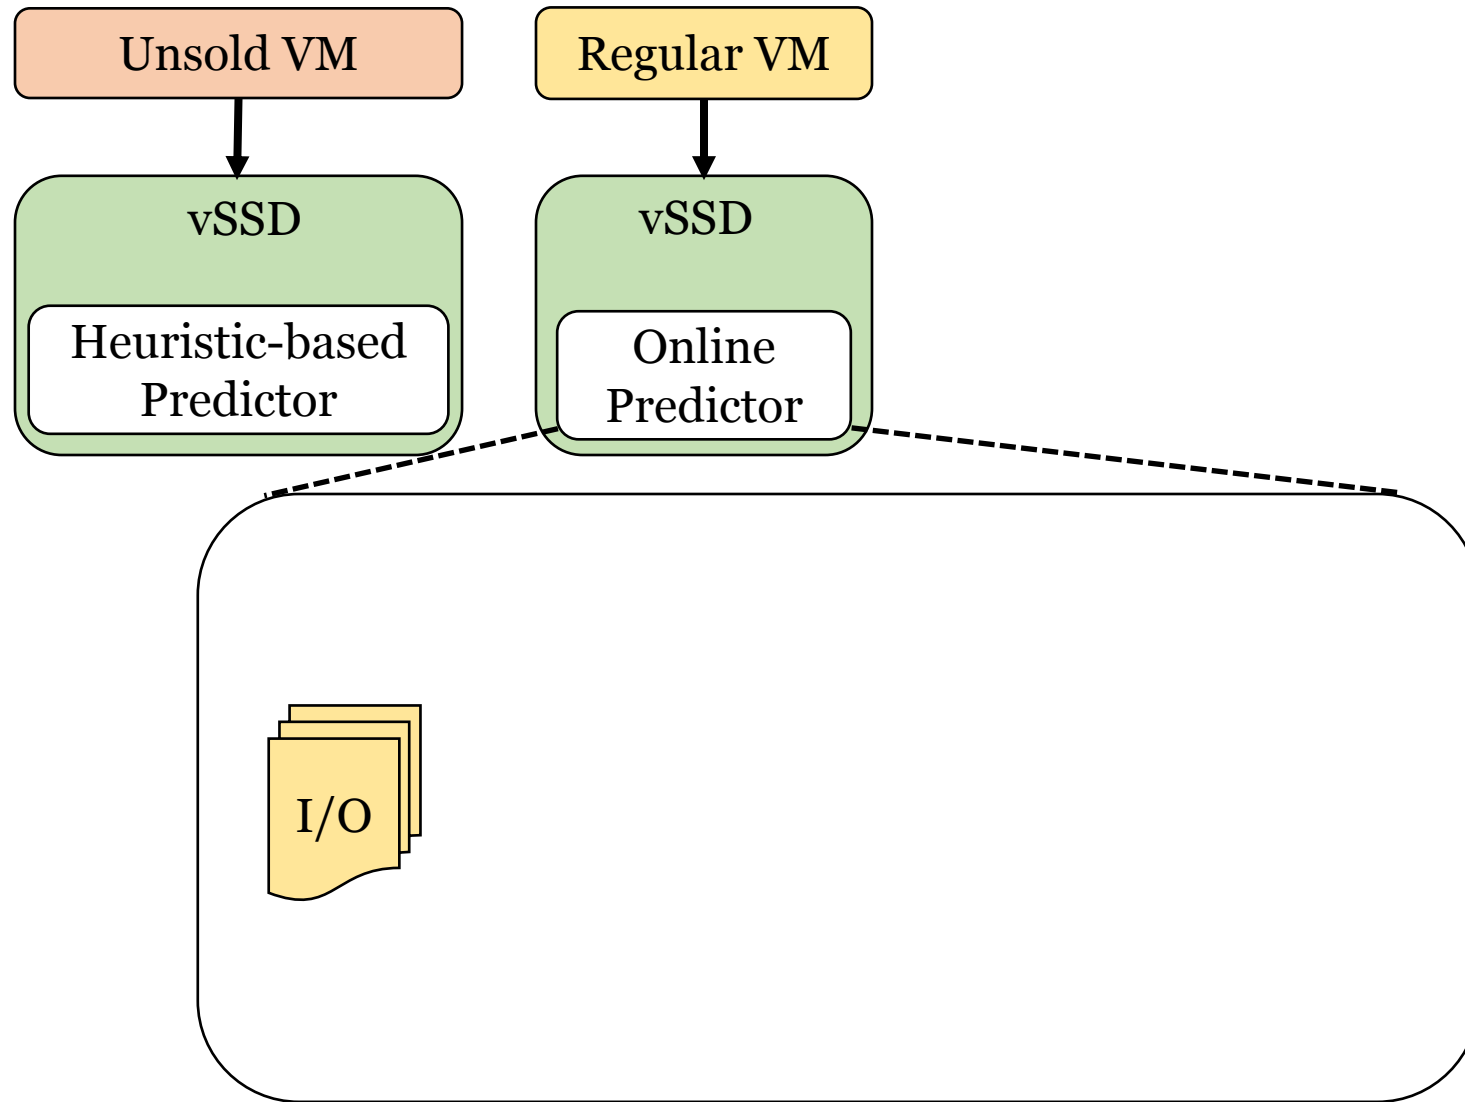 Unsold VM
Regular VM
vSSD
vSSD
Heuristic-based
Predictor
Online
Predictor
I/O